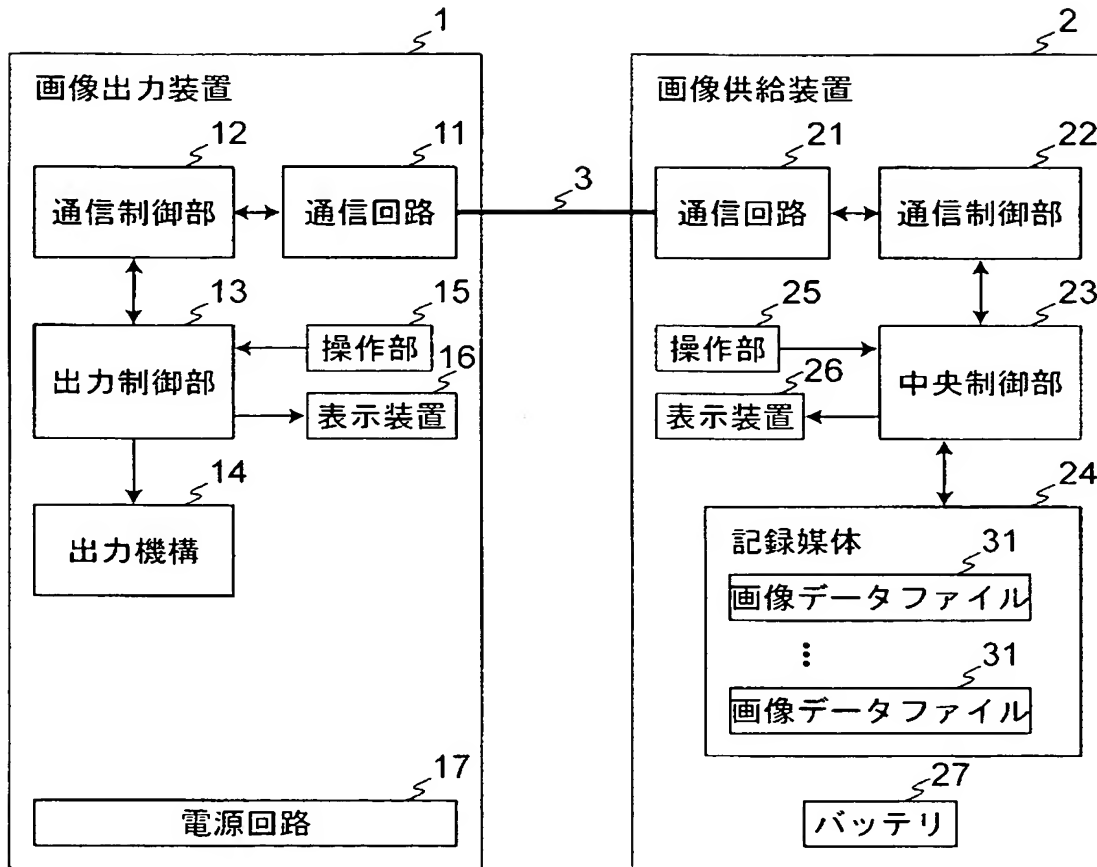 1
画像出力装置
12
11
通信制御部
通信回路
3
13
15
操作部
16
出力制御部
表示装置
14
出力機構
17
電源回路
2
画像供給装置
21
22
通信回路
通信制御部
25
23
操作部
26
中央制御部
表示装置
24
記録媒体
31
画像データファイル
31
画像データファイル
27
バッテリ